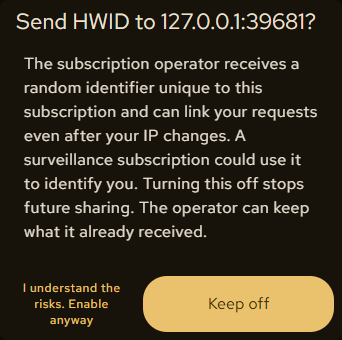 Send HWID to 127.0.0.1:39681?
The subscription operator receives a
random identifier unique to this
subscription and can link your requests
even after your IP changes. A
surveillance subscription could use it
to identify you. Turning this off stops
future sharing. The operator can keep
what it already received.
I understand the
risks. Enable
anyway
Keep off